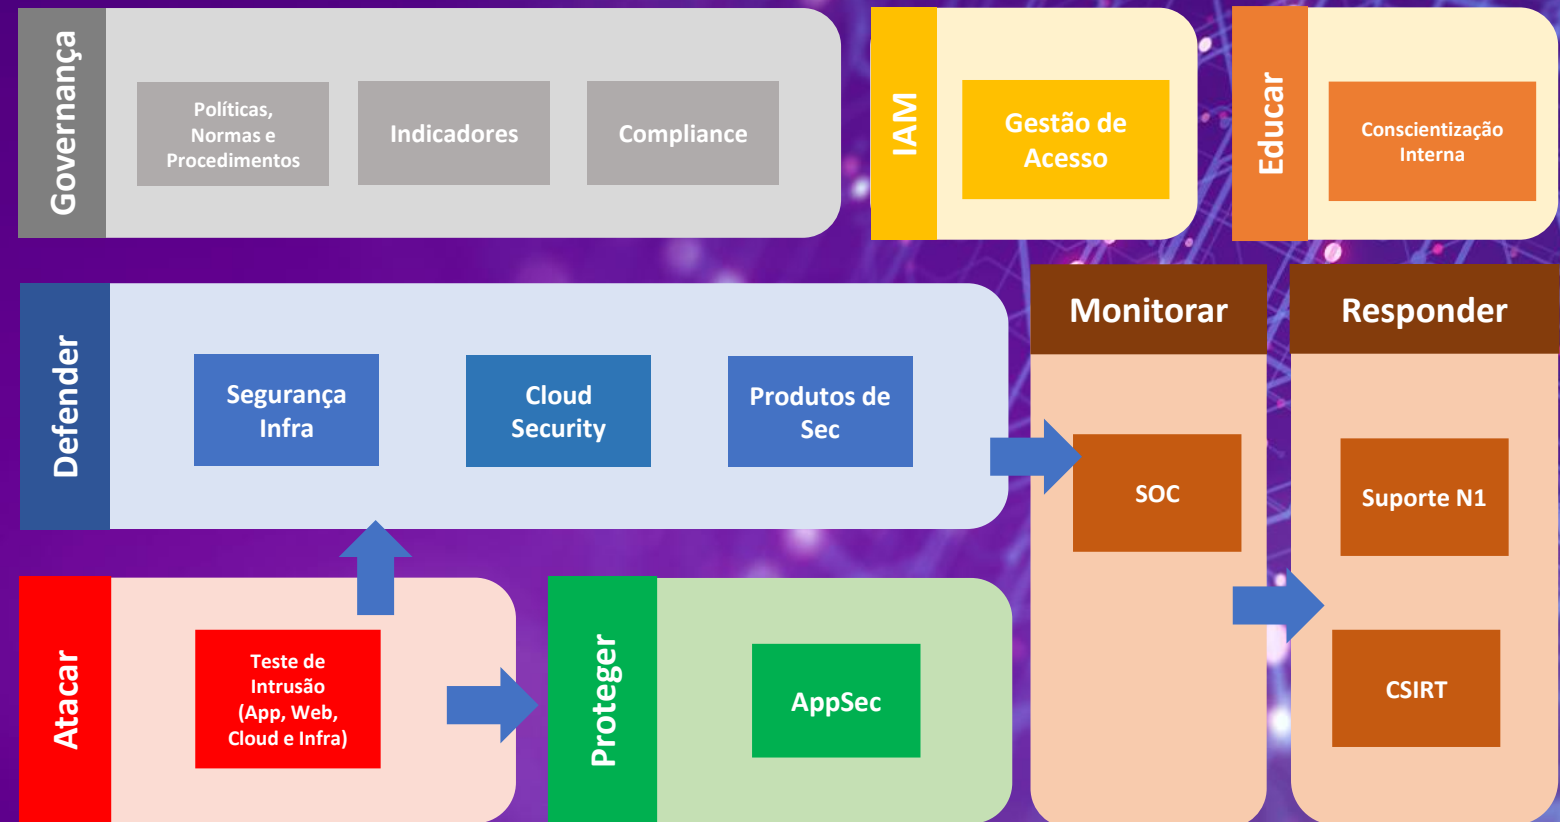 Governança
Políticas,
Normas e
Procedimentos
Indicadores
Compliance
IAM
Gestão de
Acesso
Educar
Conscientização
Interna
Defender
Segurança
Infra
Cloud
Security
Produtos de
Sec
Monitorar
SOC
Responder
Suporte N1
CSIRT
Atacar
Teste de
Intrusão
(App, Web,
Cloud e Infra)
Proteger
AppSec